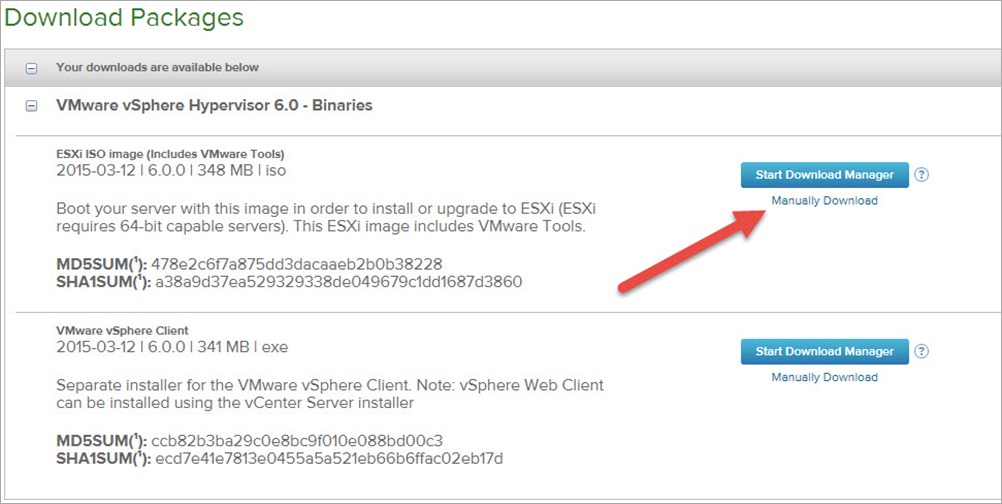 Download Packages
Your downloads are available below
VMware vSphere Hypervisor 6.0 - Binaries
ESXi ISO image (Includes VMware Tools)
2015-03-12 | 6.0.0 | 348 MB | iso
Start Download Manager ?
Manually Download
Boot your server with this image in order to install or upgrade to ESXi (ESXi
requires 64-bit capable servers). This ESXi image includes VMware Tools.
MD5SUM(¹): 478e2c6f7a875dd3dacaaeb2b0b38228
SHA1SUM(¹): a38a9d37ea529329338de049679c1dd1687d3860
VMware vSphere Client
2015-03-12 | 6.0.0 | 341 MB | exe
Start Download Manager ?
Manually Download
Separate installer for the VMware vSphere Client. Note: vSphere Web Client
can be installed using the vCenter Server installer
MD5SUM(¹): ccb82b3ba29c0e8bc9f010e088bd00c3
SHA1SUM(¹): ecd7e41e7813e0455a5a521eb66b6ffac02eb17d